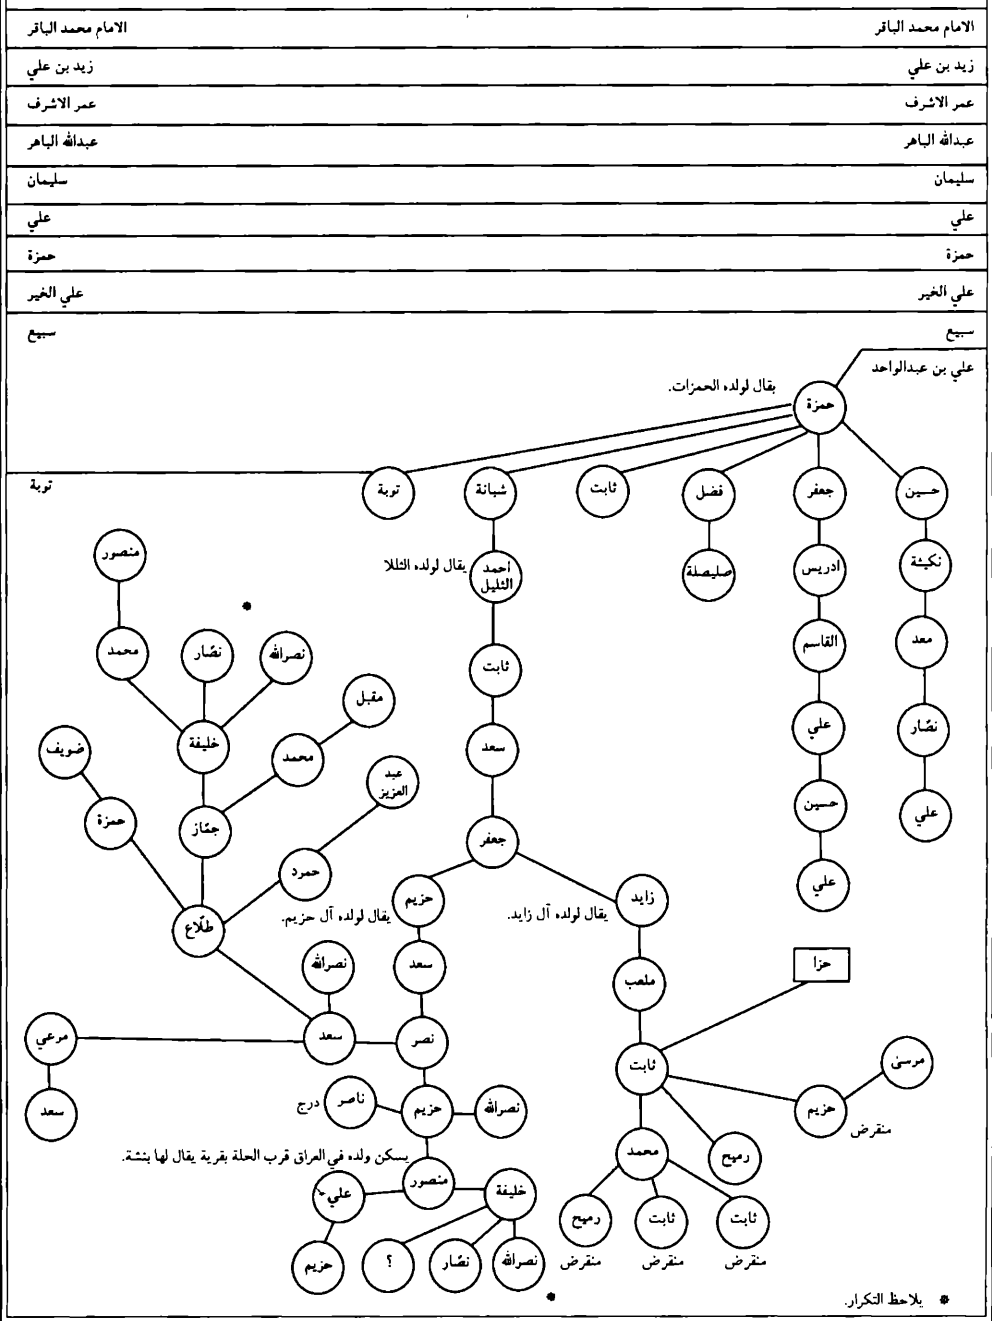 الامام محمد الباقر الامام محمد الباقر
زيد بن علي زيد بن علي
عمر الاشرف عمر الاشرف
عبدالله الباهر عبدالله الباهر
سليمان سليمان
علي علي
حمزة حمزة
علي الخير علي الخير
سبيع سبيع
علي بن عبدالواحد
يقال لولده الحمزات.
حمزة
توبة
حسين
جعفر
فضل
ثابت
شبانة
توبة
نكيثة
ادريس
صليصلة
احمد
الثليل
يقال لولده الثللا
منصور
معد
القاسم
ثابت
نصرالله
نصّار
محمد
نصّار
علي
سعد
مقبل
محمد
خليفة
ضويف
علي
حسين
جعفر
عبد
العزيز
جمّاز
حمزة
علي
زايد
يقال لولده آل زايد.
حزيم
يقال لولده آل حزيم.
حمرد
طلّاع
حزا
ملعب
سعد
نصرالله
مرسى
ثابت
نصر
سعد
مرعي
حزيم
منقرض
نصرالله
حزيم
ناصر
درج
سعد
رميح
محمد
يسكن ولده في العراق قرب الحلة بقرية يقال لها بنشة.
منصور
خليفة
علي
ثابت
ثابت
رميح
منقرض
منقرض
منقرض
نصرالله
نصّار
؟
حزيم
* يلاحظ التكرار.